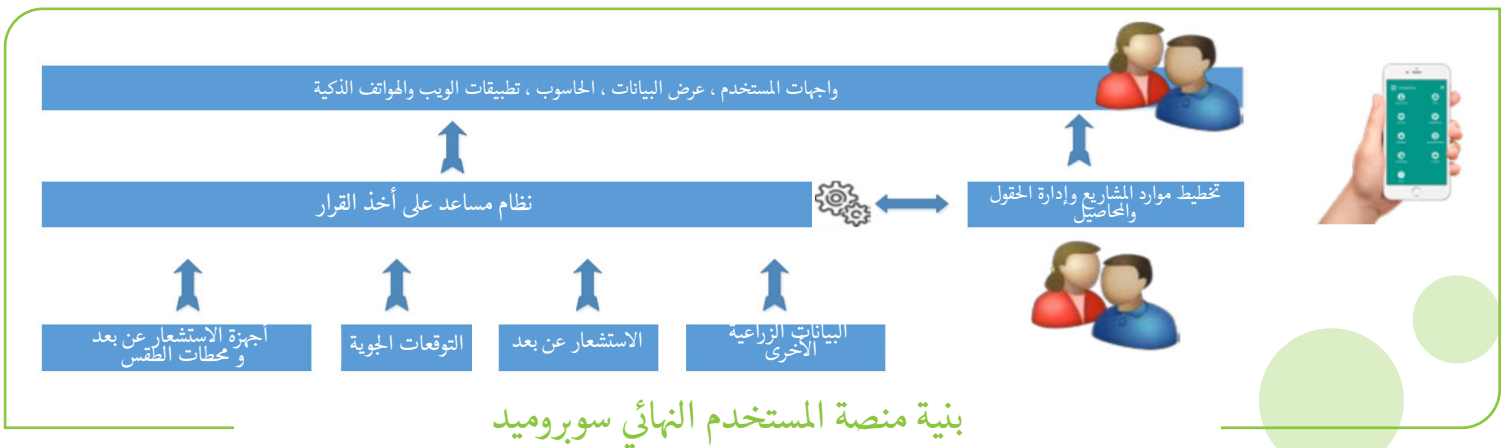 واجهات المستخدم ، عرض البيانات ، الحاسوب ، تطبيقات الويب والهواتف الذكية
تخطيط موارد المشاريع وإدارة الحقول
والمحاصيل
نظام مساعد على أخذ القرار
البيانات الزراعية
الأخرى
الاستشعار عن بعد
التوقعات الجوية
أجهزة الاستشعار عن بعد
و محطات الطقس
بنية منصة المستخدم النهائي سوبروميد